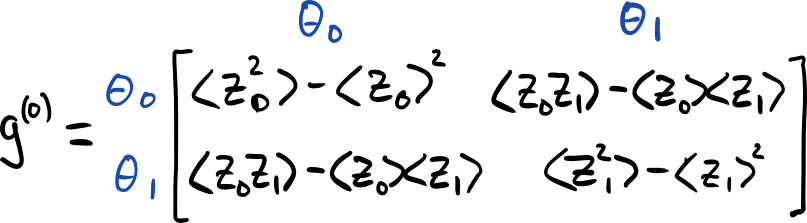 θ₀ θ₁
g⁽⁰⁾ = θ₀ [ ⟨z₀²⟩ - ⟨z₀⟩² ⟨z₀z₁⟩ - ⟨z₀⟩⟨z₁⟩
θ₁ ⟨z₀z₁⟩ - ⟨z₀⟩⟨z₁⟩ ⟨z₁²⟩ - ⟨z₁⟩² ]